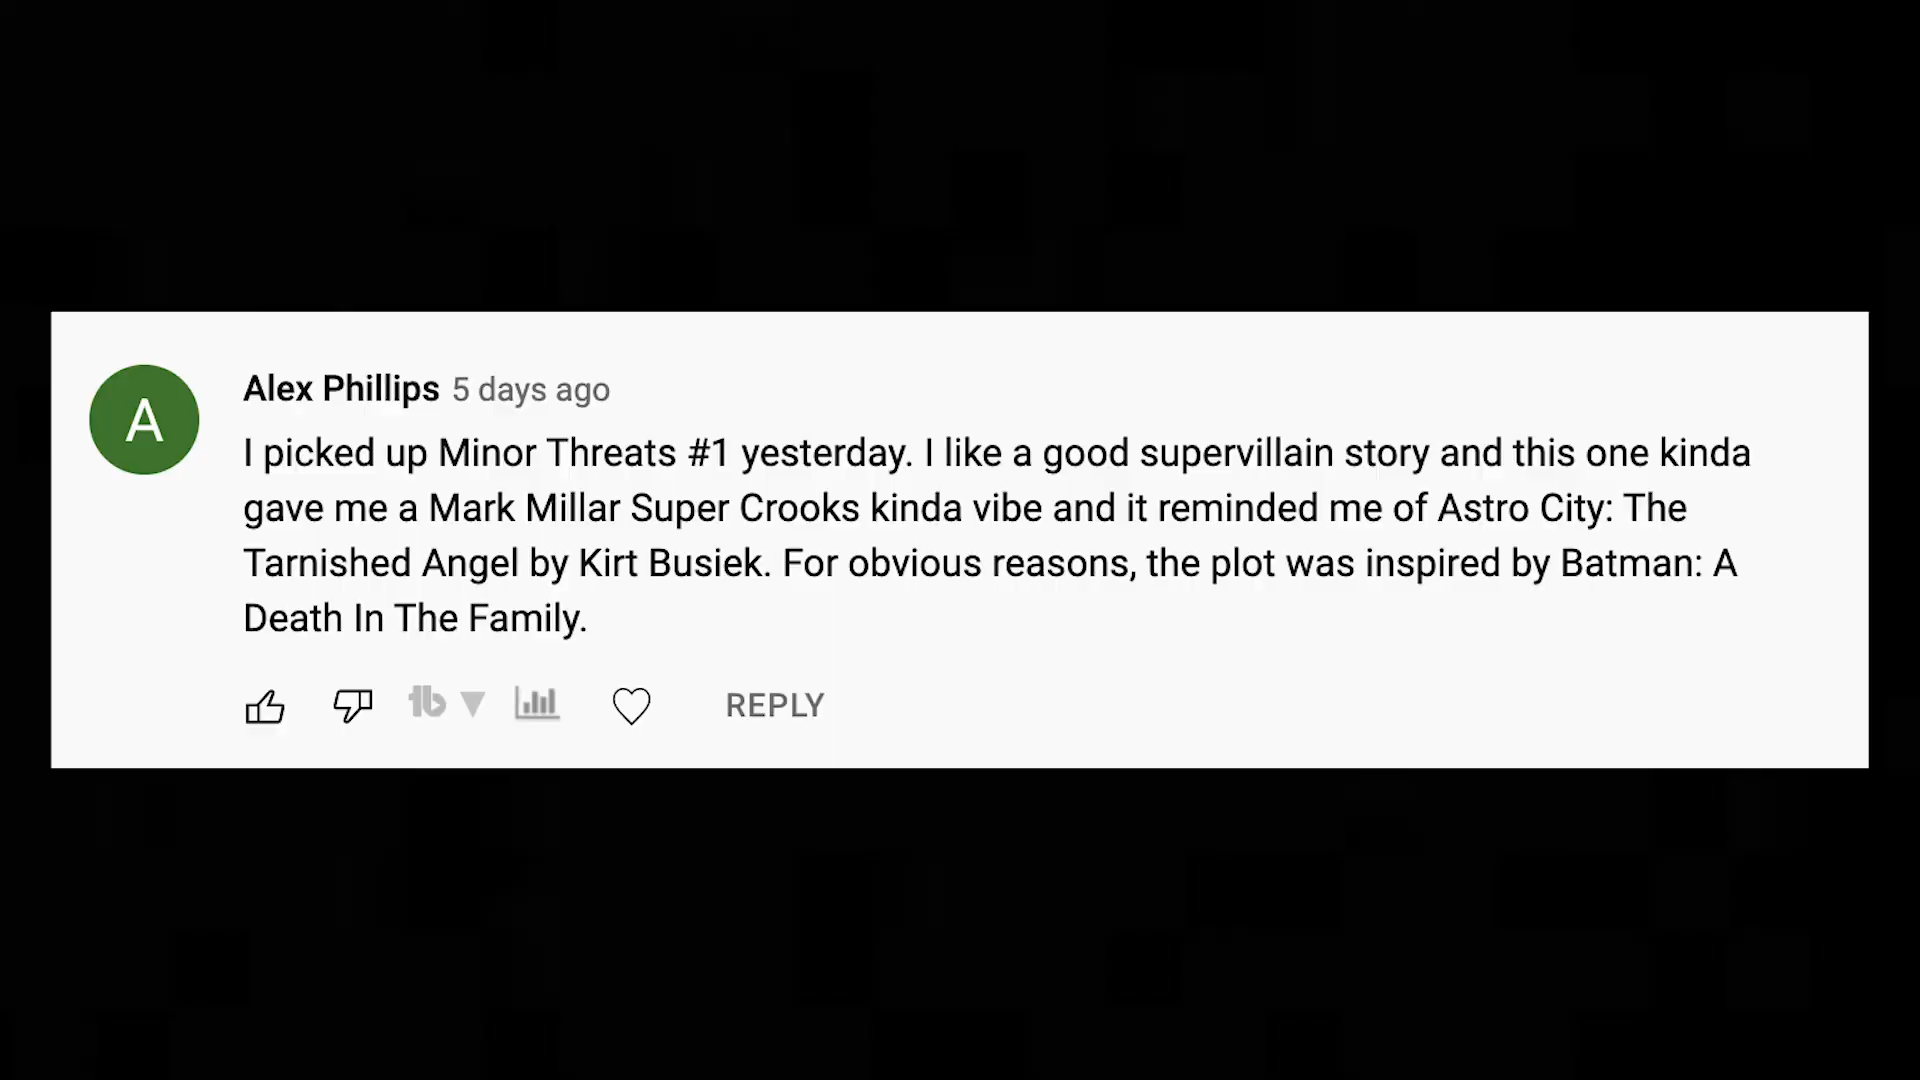 A
Alex Phillips 5 days ago
I picked up Minor Threats #1 yesterday. I like a good supervillain story and this one kinda
gave me a Mark Millar Super Crooks kinda vibe and it reminded me of Astro City: The
Tarnished Angel by Kirt Busiek. For obvious reasons, the plot was inspired by Batman: A
Death In The Family.
tb REPLY